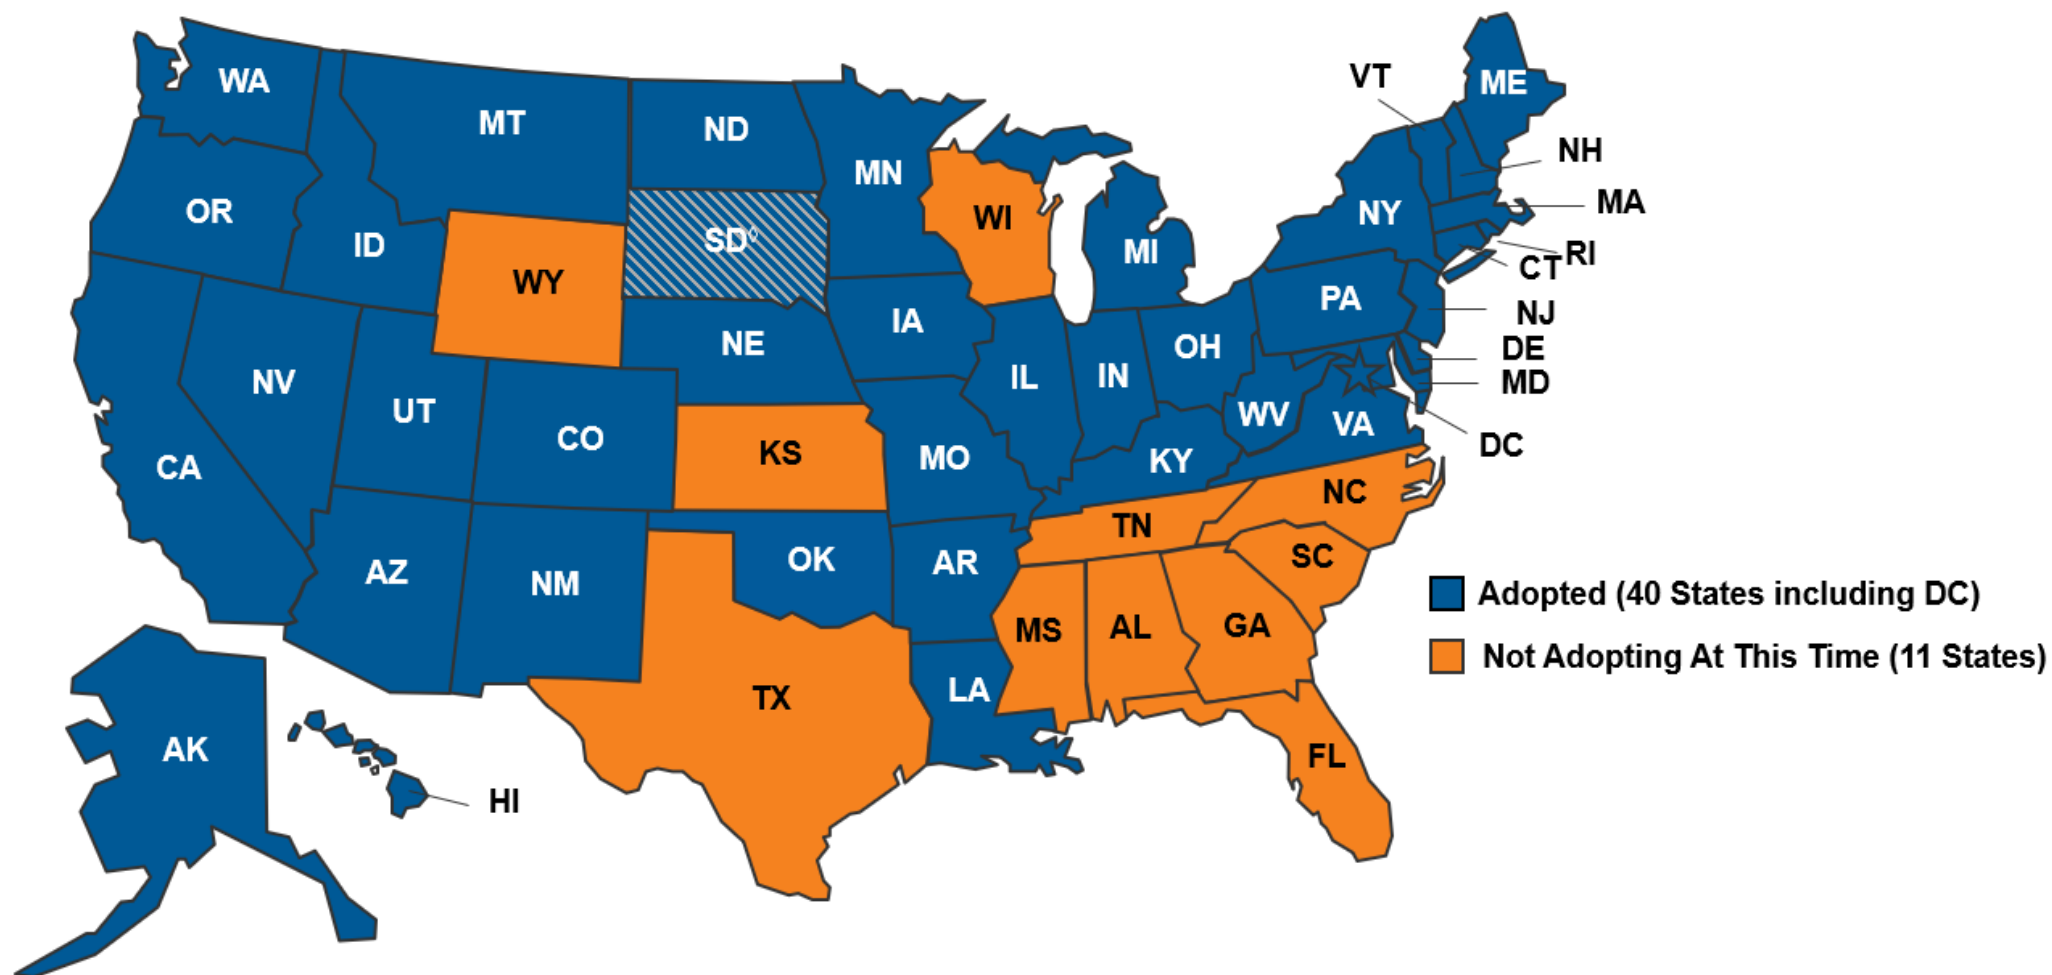 WA
MT
ND
MN
OR
ID
WY
SD◊
WI
MI
NY
VT
ME
NH
MA
RI
CT
NJ
PA
DE
MD
DC
NV
UT
CO
NE
IA
IL
IN
OH
WV
VA
CA
KS
MO
KY
NC
TN
SC
AZ
NM
OK
AR
MS
AL
GA
TX
LA
FL
AK
HI
Adopted (40 States including DC)
Not Adopting At This Time (11 States)